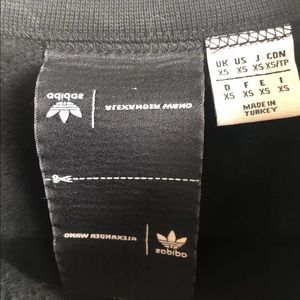 adidas
ALEXANDER WANG
ALEXANDER WANG
adidas
UK US J CDN
XS XS XS XS/TP
D F E I
XS XS XS XS
MADE IN
TURKEY